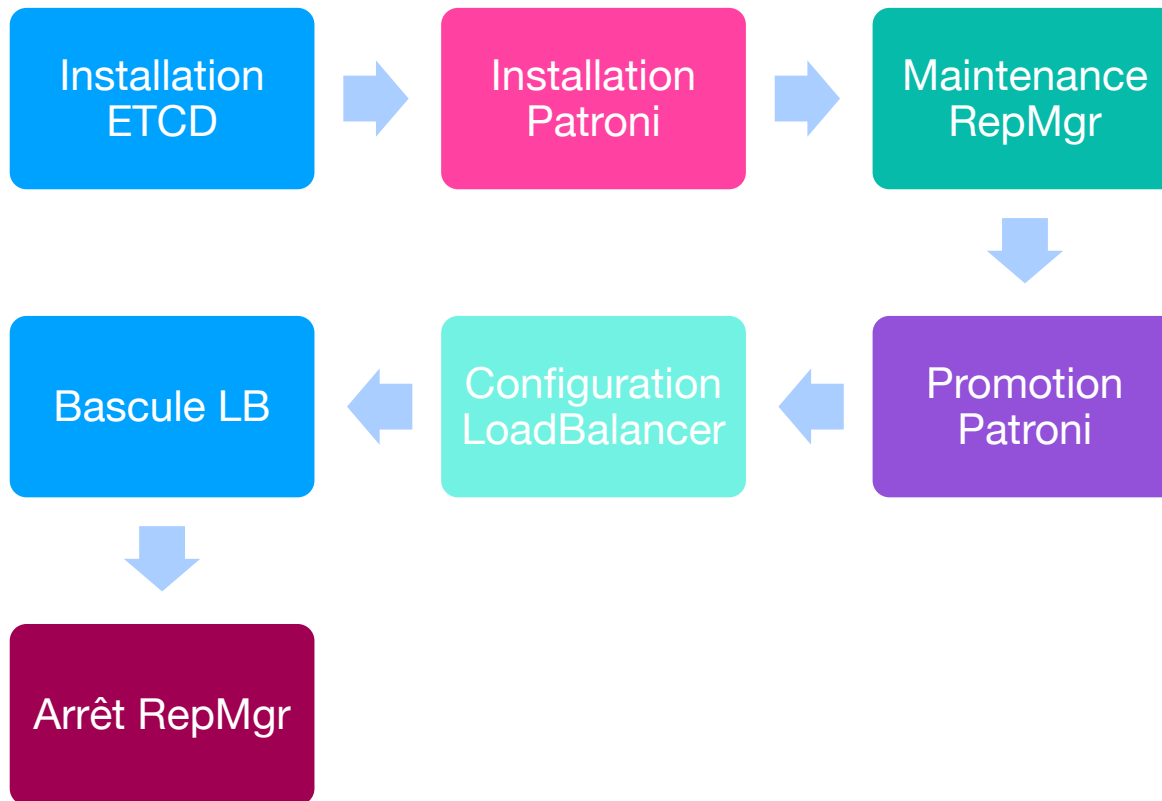 Installation
ETCD
Installation
Patroni
Maintenance
RepMgr
Promotion
Patroni
Configuration
LoadBalancer
Bascule LB
Arrêt RepMgr